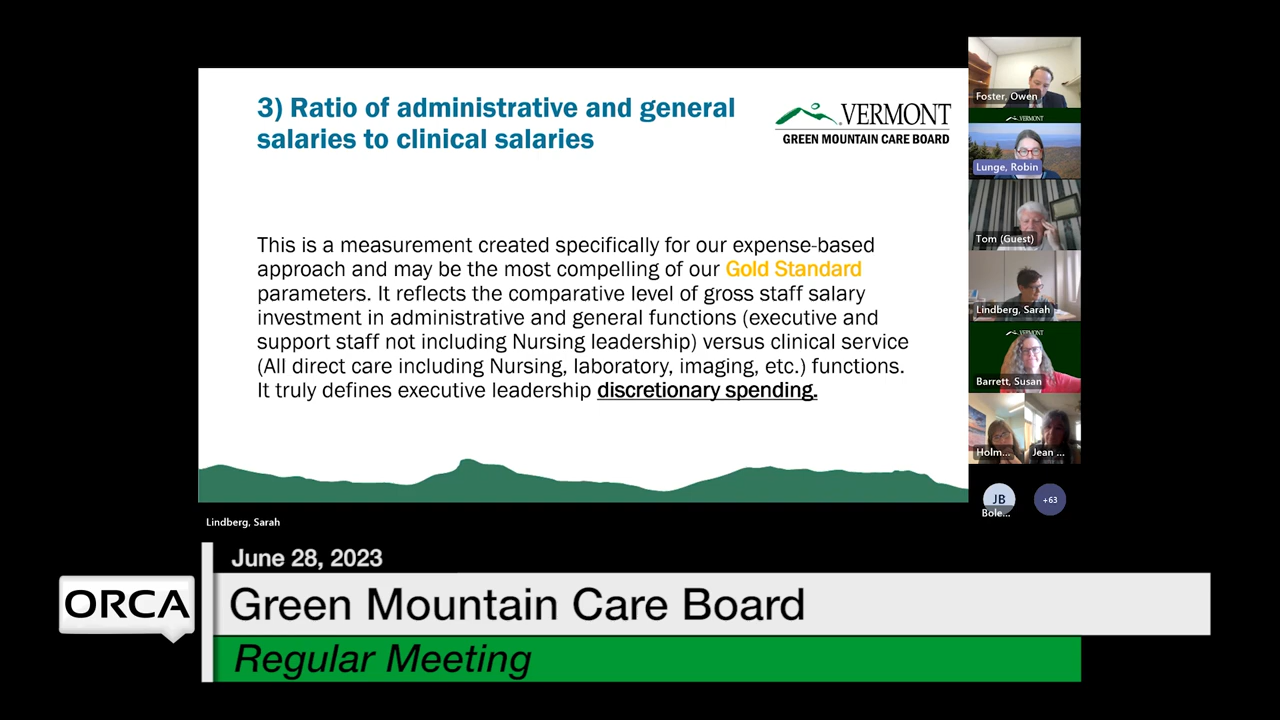 3) Ratio of administrative and general
salaries to clinical salaries
VERMONT
GREEN MOUNTAIN CARE BOARD
This is a measurement created specifically for our expense-based
approach and may be the most compelling of our Gold Standard
parameters. It reflects the comparative level of gross staff salary
investment in administrative and general functions (executive and
support staff not including Nursing leadership) versus clinical service
(All direct care including Nursing, laboratory, imaging, etc.) functions.
It truly defines executive leadership discretionary spending.
Foster, Owen
VERMONT
Lunge, Robin
Tom (Guest)
Lindberg, Sarah
VERMONT
Barrett, Susan
Holm...
Jean ...
JB
Bole...
+63
Lindberg, Sarah
June 28, 2023
ORCA
Green Mountain Care Board
Regular Meeting